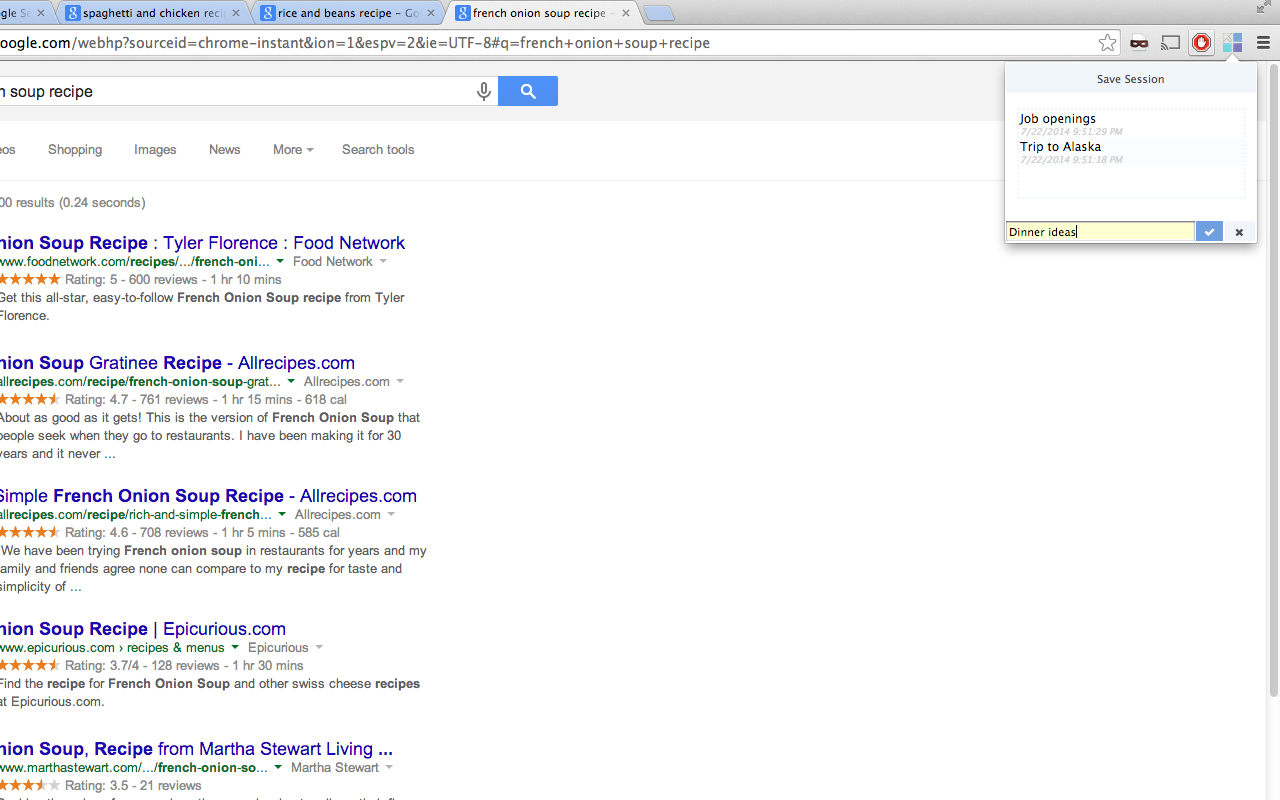 gle Se
spaghetti and chicken reci
rice and beans recipe – Go
french onion soup recipe –
oogle.com/webhp?sourceid=chrome-instant&ion=1&espv=2&ie=UTF-8#q=french+onion+soup+recipe
n soup recipe
eos Shopping Images News More Search tools
00 results (0.24 seconds)
nion Soup Recipe : Tyler Florence : Food Network
www.foodnetwork.com/recipes/.../french-oni... Food Network
Rating: 5 - 600 reviews - 1 hr 10 mins
Get this all-star, easy-to-follow French Onion Soup recipe from Tyler
Florence.
nion Soup Gratinee Recipe - Allrecipes.com
allrecipes.com/recipe/french-onion-soup-grat... Allrecipes.com
Rating: 4.7 - 761 reviews - 1 hr 15 mins - 618 cal
About as good as it gets! This is the version of French Onion Soup that
people seek when they go to restaurants. I have been making it for 30
years and it never ...
Simple French Onion Soup Recipe - Allrecipes.com
allrecipes.com/recipe/rich-and-simple-french... Allrecipes.com
Rating: 4.6 - 708 reviews - 1 hr 5 mins - 585 cal
"We have been trying French onion soup in restaurants for years and my
family and friends agree none can compare to my recipe for taste and
simplicity of ...
nion Soup Recipe | Epicurious.com
www.epicurious.com › recipes & menus Epicurious
Rating: 3.7/4 - 128 reviews - 1 hr 30 mins
Find the recipe for French Onion Soup and other swiss cheese recipes
at Epicurious.com.
nion Soup, Recipe from Martha Stewart Living ...
www.marthastewart.com/.../french-onion-so... Martha Stewart
Rating: 3.5 - 21 reviews
Save Session
Job openings
7/22/2014 9:51:29 PM
Trip to Alaska
7/22/2014 9:51:18 PM
Dinner ideas